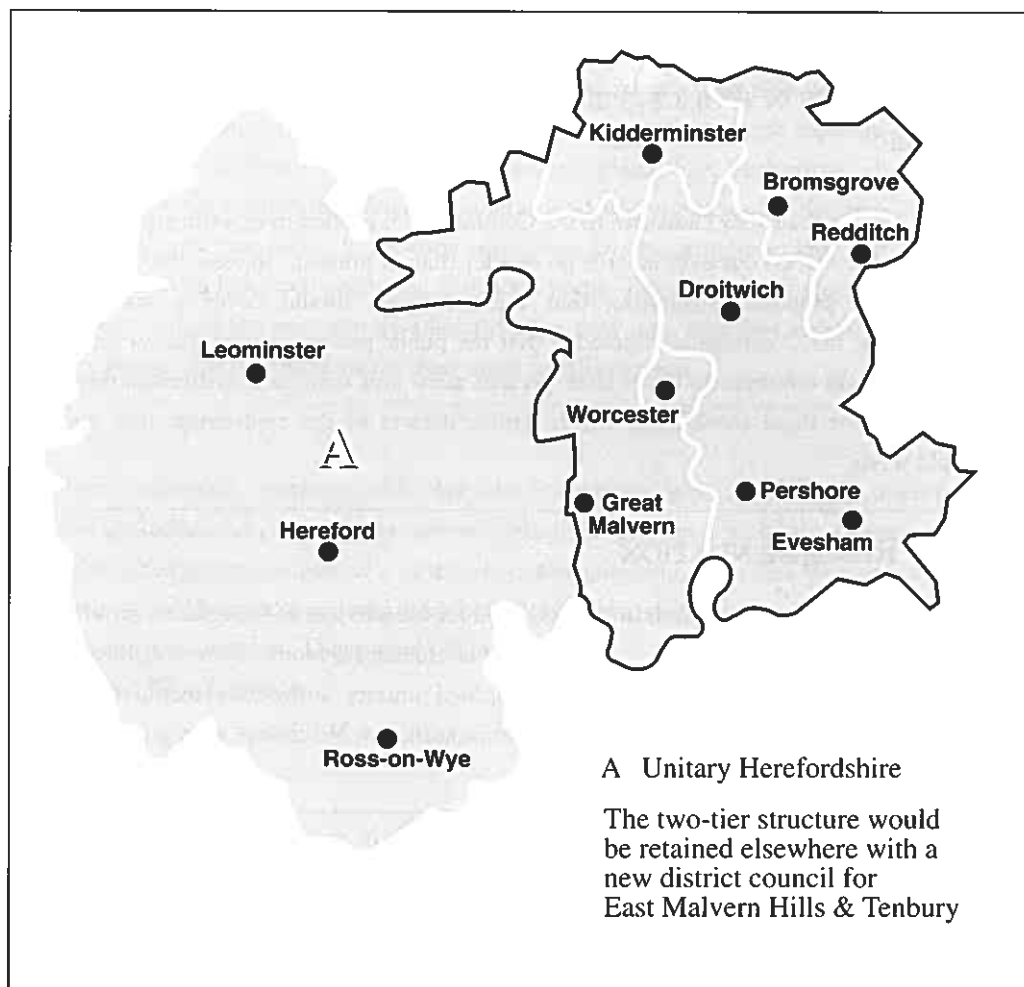 Kidderminster
Bromsgrove
Redditch
Droitwich
Leominster
Worcester
A
Great
Malvern
Pershore
Evesham
Hereford
Ross-on-Wye
A Unitary Herefordshire
The two-tier structure would
be retained elsewhere with a
new district council for
East Malvern Hills & Tenbury